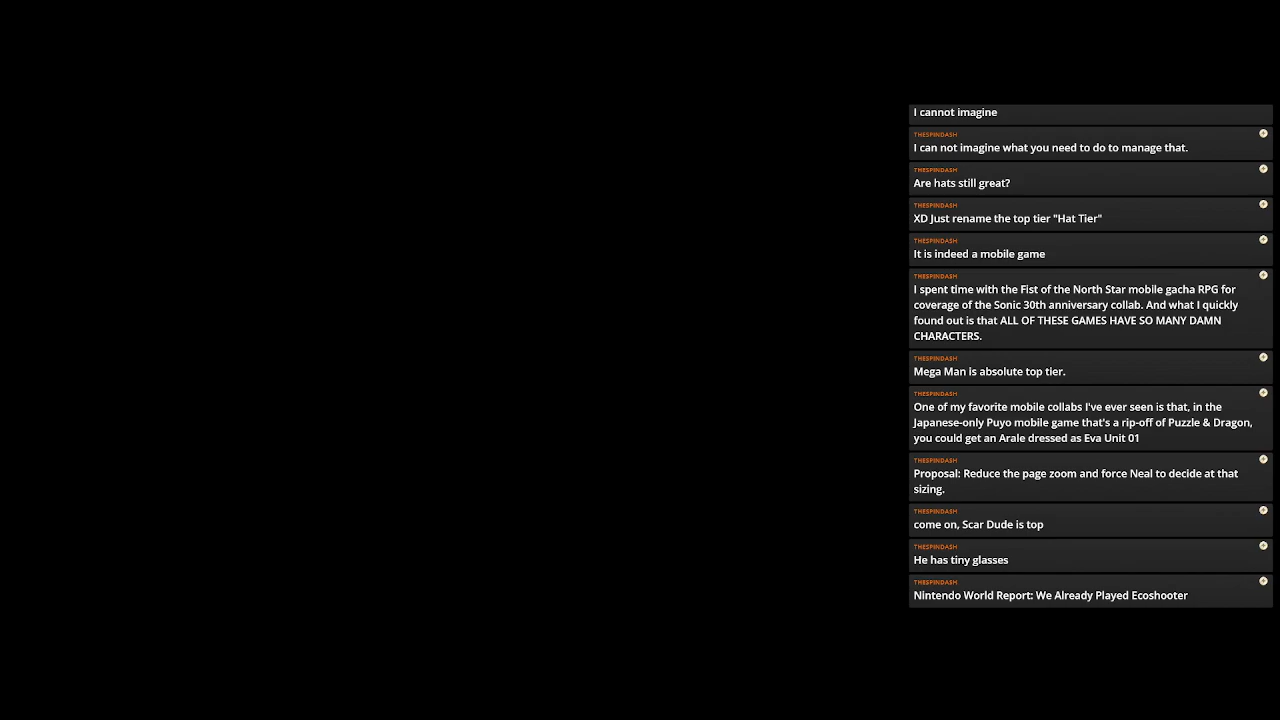 I cannot imagine
THESPINDASH
I can not imagine what you need to do to manage that.
THESPINDASH
Are hats still great?
THESPINDASH
XD Just rename the top tier "Hat Tier"
THESPINDASH
It is indeed a mobile game
THESPINDASH
I spent time with the Fist of the North Star mobile gacha RPG for
coverage of the Sonic 30th anniversary collab. And what I quickly
found out is that ALL OF THESE GAMES HAVE SO MANY DAMN
CHARACTERS.
THESPINDASH
Mega Man is absolute top tier.
THESPINDASH
One of my favorite mobile collabs I've ever seen is that, in the
Japanese-only Puyo mobile game that's a rip-off of Puzzle & Dragon,
you could get an Arale dressed as Eva Unit 01
THESPINDASH
Proposal: Reduce the page zoom and force Neal to decide at that
sizing.
THESPINDASH
come on, Scar Dude is top
THESPINDASH
He has tiny glasses
THESPINDASH
Nintendo World Report: We Already Played Ecoshooter